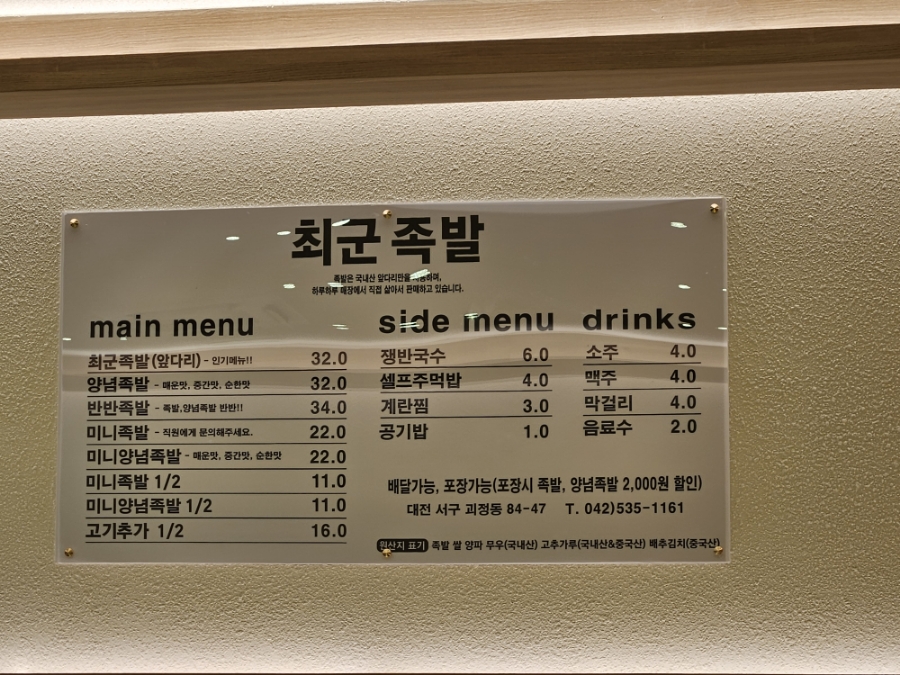 최군족발
족발은 국내산 앞다리만을 사용하며,
하루하루 매장에서 직접 삶아서 판매하고 있습니다.
main menu
최군족발(앞다리) - 인기메뉴!! 32.0
양념족발 - 매운맛, 중간맛, 순한맛 32.0
반반족발 - 족발,양념족발 반반!! 34.0
미니족발 - 직원에게 문의해주세요. 22.0
미니양념족발 - 매운맛, 중간맛, 순한맛 22.0
미니족발 1/2 11.0
미니양념족발 1/2 11.0
고기추가 1/2 16.0
side menu
쟁반국수 6.0
셀프주먹밥 4.0
계란찜 3.0
공기밥 1.0
drinks
소주 4.0
맥주 4.0
막걸리 4.0
음료수 2.0
배달가능, 포장가능(포장시 족발, 양념족발 2,000원 할인)
대전 서구 괴정동 84-47 T. 042)535-1161
원산지 표기 족발 쌀 양파 무우(국내산) 고추가루(국내산&중국산) 배추김치(중국산)